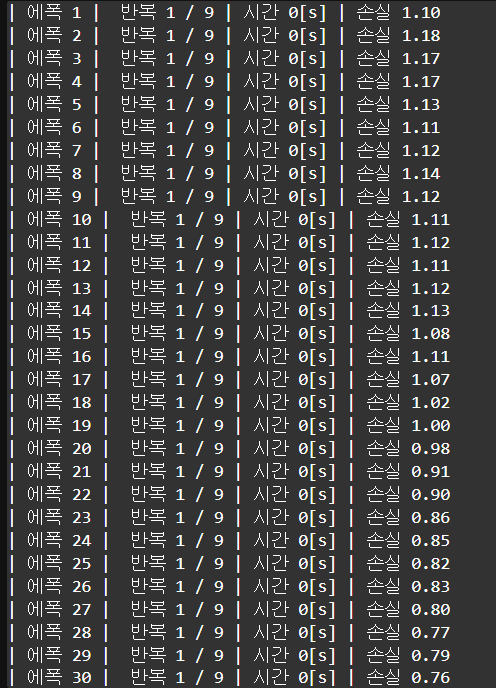 | 에폭 1 |  반복 1 / 9 | 시간 0[s] | 손실 1.10
| 에폭 2 |  반복 1 / 9 | 시간 0[s] | 손실 1.18
| 에폭 3 |  반복 1 / 9 | 시간 0[s] | 손실 1.17
| 에폭 4 |  반복 1 / 9 | 시간 0[s] | 손실 1.17
| 에폭 5 |  반복 1 / 9 | 시간 0[s] | 손실 1.13
| 에폭 6 |  반복 1 / 9 | 시간 0[s] | 손실 1.11
| 에폭 7 |  반복 1 / 9 | 시간 0[s] | 손실 1.12
| 에폭 8 |  반복 1 / 9 | 시간 0[s] | 손실 1.14
| 에폭 9 |  반복 1 / 9 | 시간 0[s] | 손실 1.12
| 에폭 10 |  반복 1 / 9 | 시간 0[s] | 손실 1.11
| 에폭 11 |  반복 1 / 9 | 시간 0[s] | 손실 1.12
| 에폭 12 |  반복 1 / 9 | 시간 0[s] | 손실 1.11
| 에폭 13 |  반복 1 / 9 | 시간 0[s] | 손실 1.12
| 에폭 14 |  반복 1 / 9 | 시간 0[s] | 손실 1.13
| 에폭 15 |  반복 1 / 9 | 시간 0[s] | 손실 1.08
| 에폭 16 |  반복 1 / 9 | 시간 0[s] | 손실 1.11
| 에폭 17 |  반복 1 / 9 | 시간 0[s] | 손실 1.07
| 에폭 18 |  반복 1 / 9 | 시간 0[s] | 손실 1.02
| 에폭 19 |  반복 1 / 9 | 시간 0[s] | 손실 1.00
| 에폭 20 |  반복 1 / 9 | 시간 0[s] | 손실 0.98
| 에폭 21 |  반복 1 / 9 | 시간 0[s] | 손실 0.91
| 에폭 22 |  반복 1 / 9 | 시간 0[s] | 손실 0.90
| 에폭 23 |  반복 1 / 9 | 시간 0[s] | 손실 0.86
| 에폭 24 |  반복 1 / 9 | 시간 0[s] | 손실 0.85
| 에폭 25 |  반복 1 / 9 | 시간 0[s] | 손실 0.82
| 에폭 26 |  반복 1 / 9 | 시간 0[s] | 손실 0.83
| 에폭 27 |  반복 1 / 9 | 시간 0[s] | 손실 0.80
| 에폭 28 |  반복 1 / 9 | 시간 0[s] | 손실 0.77
| 에폭 29 |  반복 1 / 9 | 시간 0[s] | 손실 0.79
| 에폭 30 |  반복 1 / 9 | 시간 0[s] | 손실 0.76